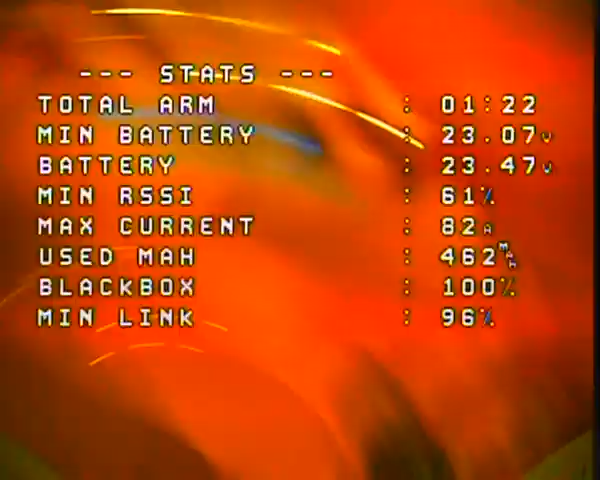 --- STATS ---
TOTAL ARM : 01:22
MIN BATTERY : 23.07V
BATTERY : 23.47V
MIN RSSI : 61%
MAX CURRENT : 82A
USED MAH : 462MAH
BLACKBOX : 100%
MIN LINK : 96%